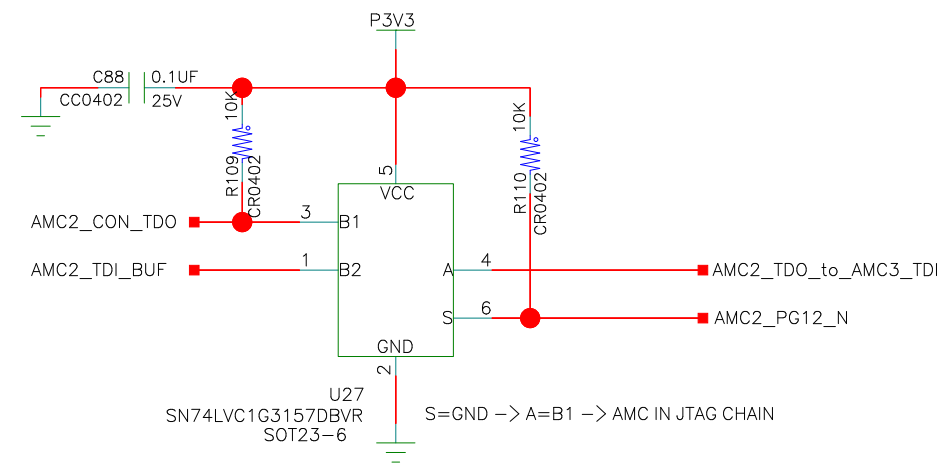 P3V3
C88 0.1UF
CC0402 25V
10K
R109
CR0402
10K
R110
CR0402
5
VCC
AMC2_CON_TDO 3 B1
AMC2_TDI_BUF 1 B2
A 4 AMC2_TDO_to_AMC3_TDI
S 6 AMC2_PG12_N
GND
2
U27
SN74LVC1G3157DBVR
SOT23-6
S=GND -> A=B1 -> AMC IN JTAG CHAIN